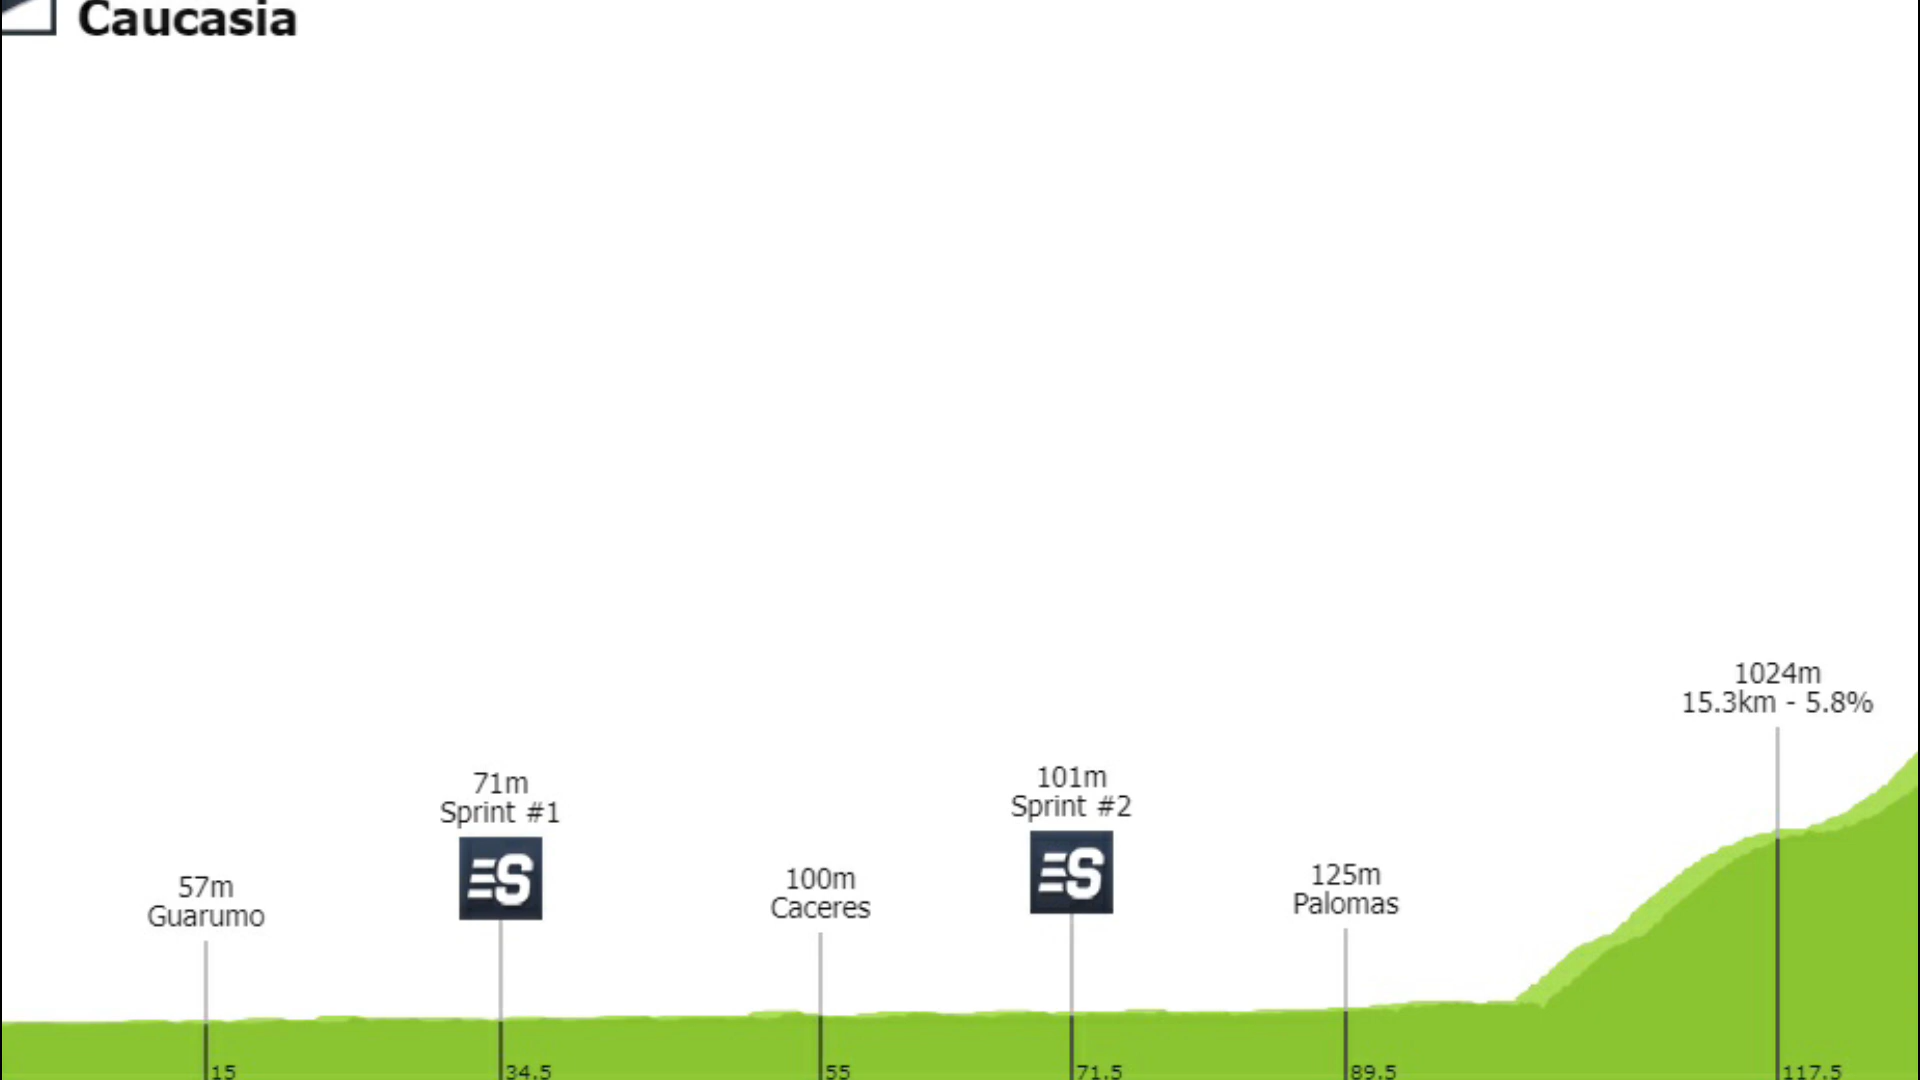 Caucasia
1024m
15.3km - 5.8%
71m
Sprint #1
S
101m
Sprint #2
S
57m
Guarumo
100m
Caceres
125m
Palomas
15
34.5
55
71.5
89.5
117.5